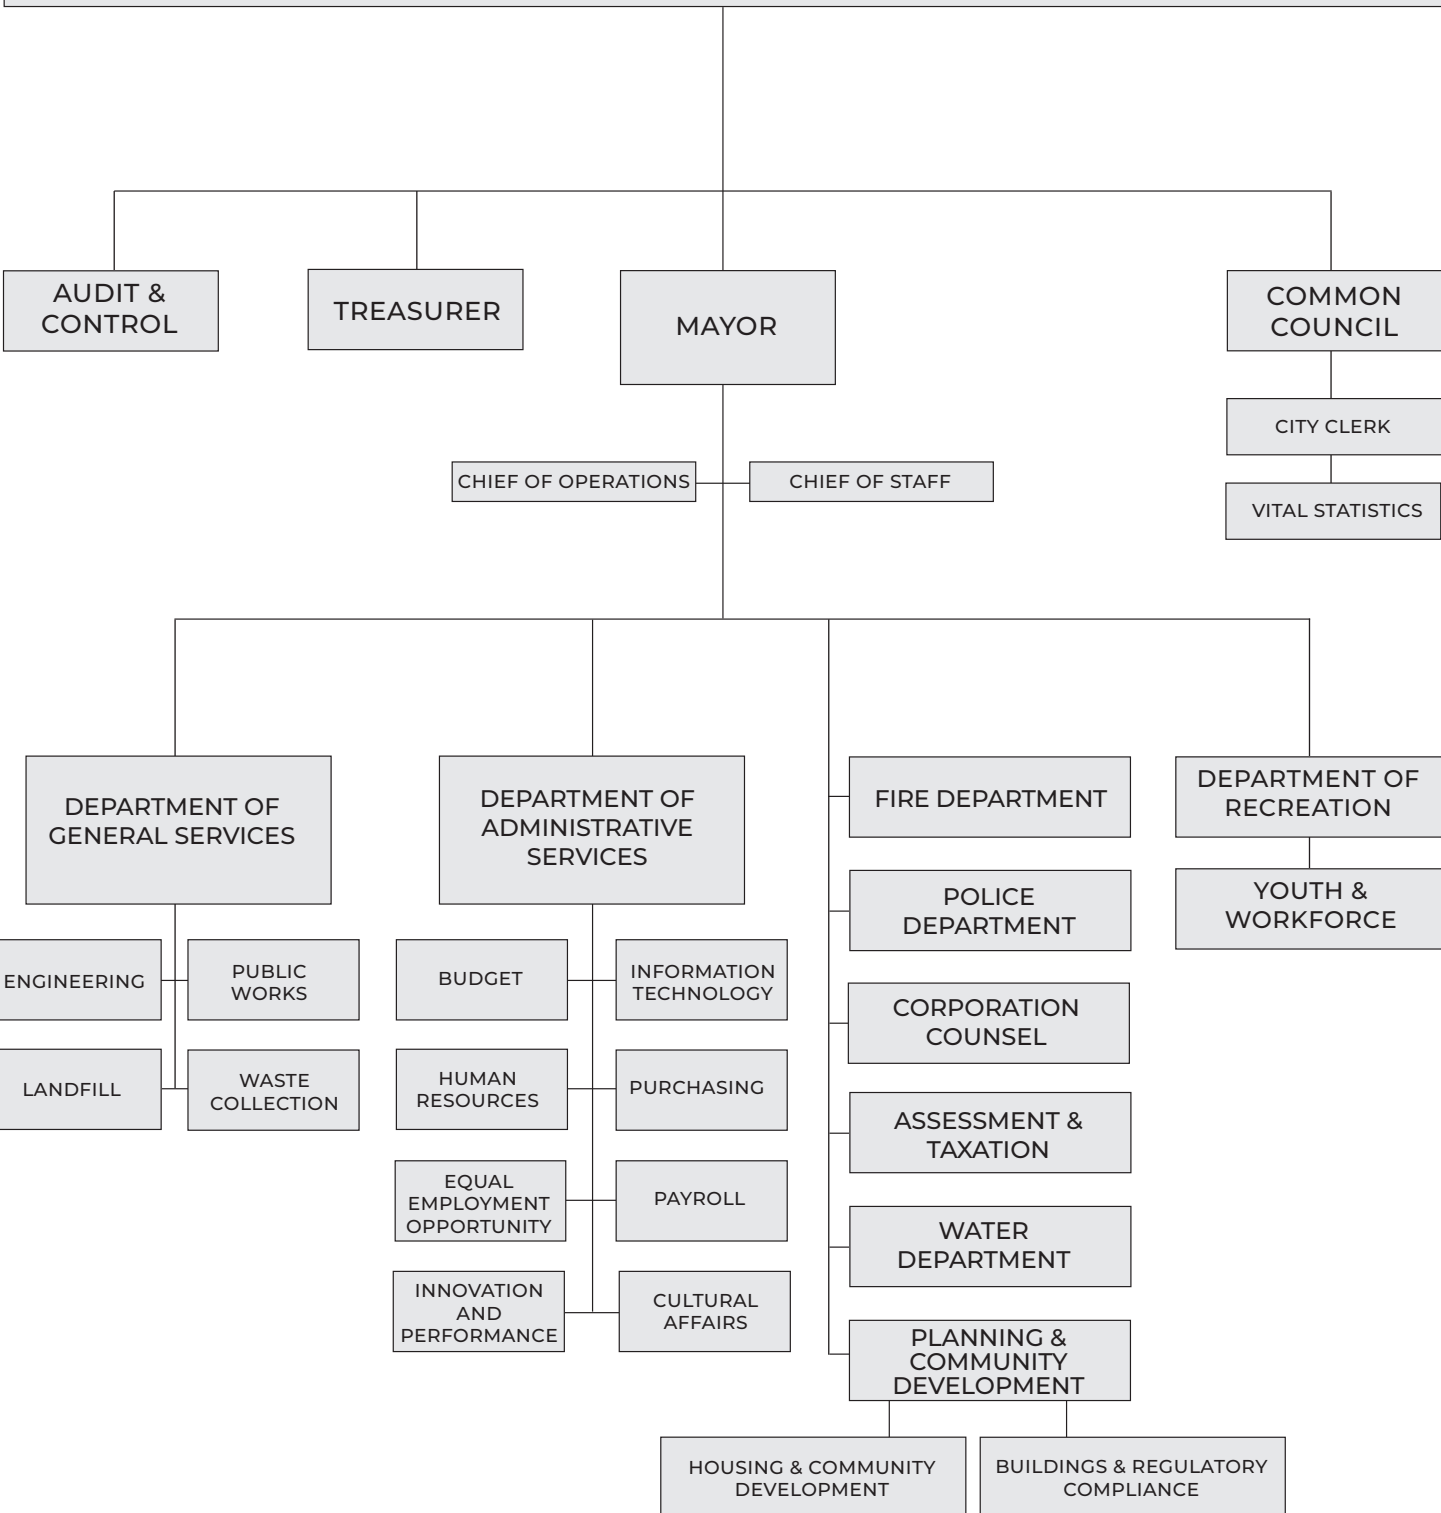 AUDIT &
CONTROL
TREASURER
MAYOR
COMMON
COUNCIL
CITY CLERK
VITAL STATISTICS
CHIEF OF OPERATIONS
CHIEF OF STAFF
DEPARTMENT OF
GENERAL SERVICES
ENGINEERING
PUBLIC
WORKS
LANDFILL
WASTE
COLLECTION
DEPARTMENT OF
ADMINISTRATIVE
SERVICES
BUDGET
INFORMATION
TECHNOLOGY
HUMAN
RESOURCES
PURCHASING
EQUAL
EMPLOYMENT
OPPORTUNITY
PAYROLL
INNOVATION
AND
PERFORMANCE
CULTURAL
AFFAIRS
FIRE DEPARTMENT
POLICE
DEPARTMENT
CORPORATION
COUNSEL
ASSESSMENT &
TAXATION
WATER
DEPARTMENT
PLANNING &
COMMUNITY
DEVELOPMENT
HOUSING & COMMUNITY
DEVELOPMENT
BUILDINGS & REGULATORY
COMPLIANCE
DEPARTMENT OF
RECREATION
YOUTH &
WORKFORCE